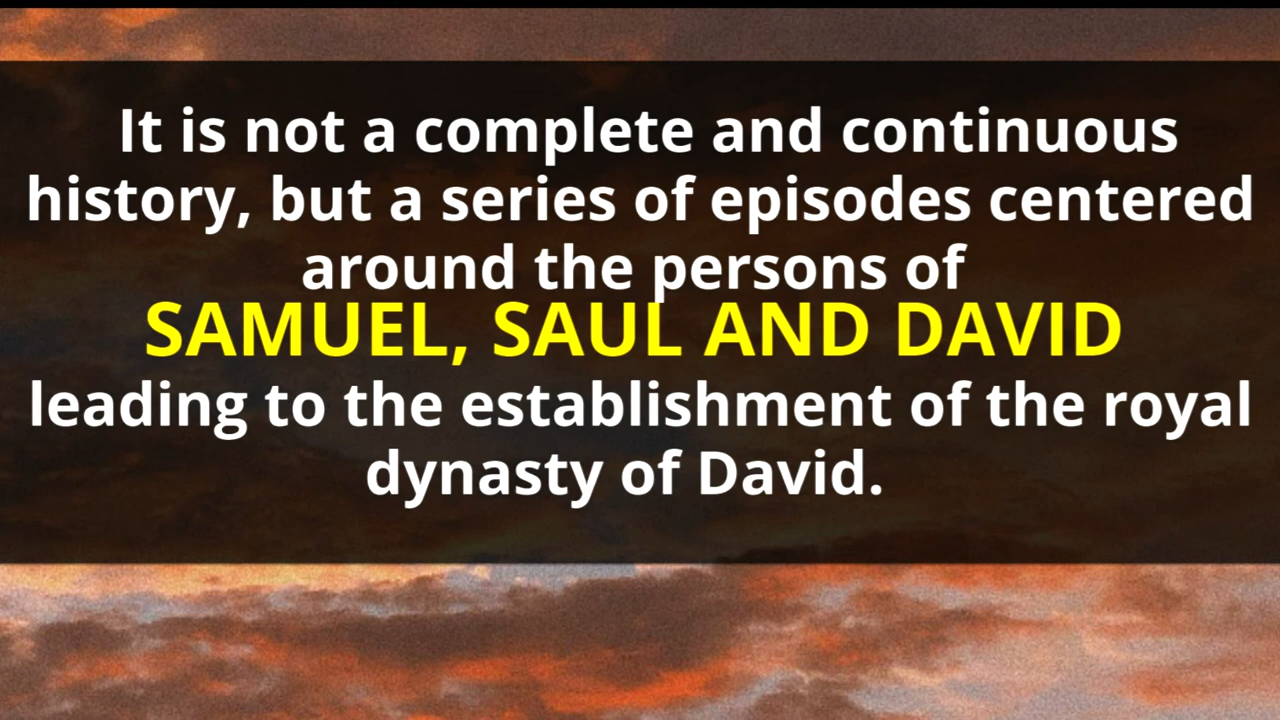 It is not a complete and continuous
history, but a series of episodes centered
around the persons of
SAMUEL, SAUL AND DAVID
leading to the establishment of the royal
dynasty of David.